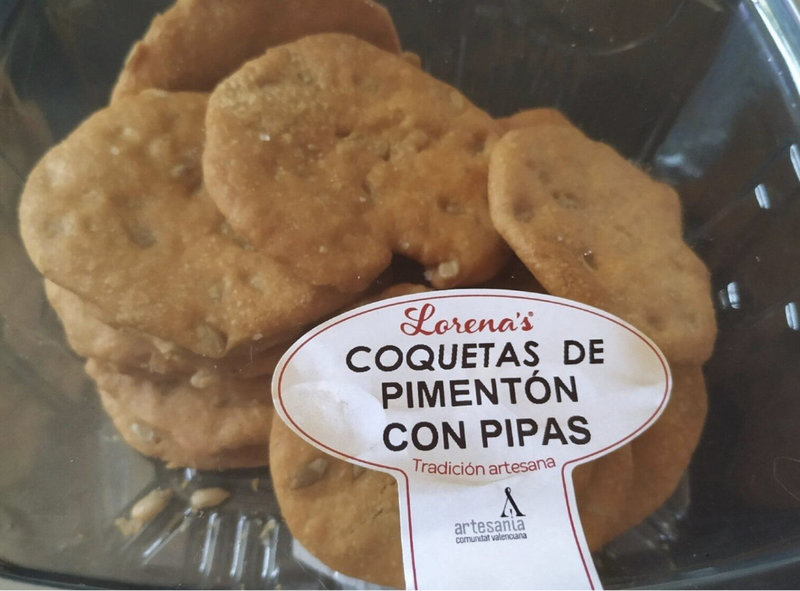 Lorena's®
COQUETAS DE
PIMENTÓN
CON PIPAS
Tradición artesana
artesanía
comunitat valenciana